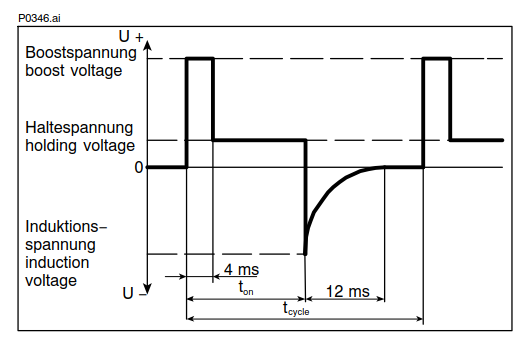 P0346.ai
U +
Boostspannung
boost voltage
Haltespannung
holding voltage
0
Induktions–
spannung
induction
voltage
4 ms
ton
12 ms
U –
tcycle